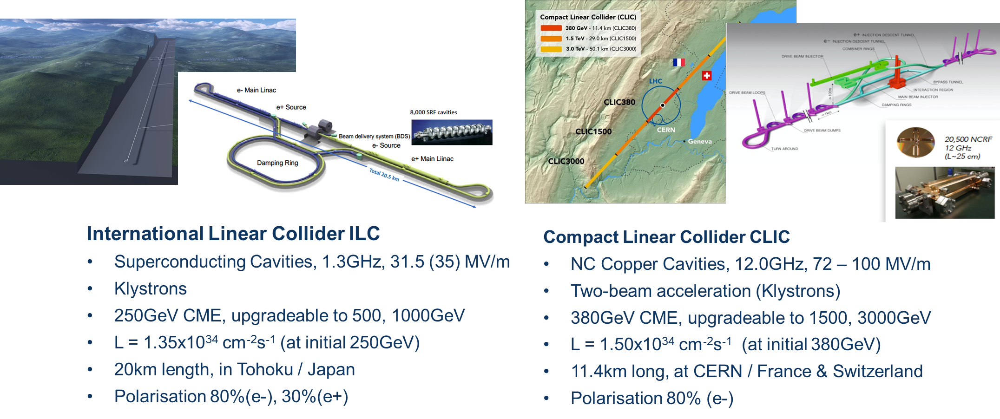 e- Main Linac
e+ Source
8,000 SRF cavities
Beam delivery system (BDS)
e- Source
Damping Ring
e+ Main Liinac
Total 20.5 km
International Linear Collider ILC
• Superconducting Cavities, 1.3GHz, 31.5 (35) MV/m
• Klystrons
• 250GeV CME, upgradeable to 500, 1000GeV
• L = 1.35x10³⁴ cm⁻²s⁻¹ (at initial 250GeV)
• 20km length, in Tohoku / Japan
• Polarisation 80%(e-), 30%(e+)
Compact Linear Collider (CLIC)
380 GeV - 11.4 km (CLIC380)
1.5 TeV - 29.0 km (CLIC1500)
3.0 TeV - 50.1 km (CLIC3000)
LHC
CLIC380
CERN
CLIC1500
Geneva
CLIC3000
e+ INJECTION DESCENT TUNNEL
e- INJECTION DESCENT TUNNEL
COMBINER RINGS
DRIVE BEAM INJECTOR
BYPASS TUNNEL
INTERACTION REGION
DRIVE BEAM LOOPS
~100m
MAIN BEAM INJECTOR
DAMPING RINGS
~1km
DRIVE BEAM DUMPS
TURN AROUND
20,500 NCRF
12 GHz
(L~25 cm)
Compact Linear Collider CLIC
• NC Copper Cavities, 12.0GHz, 72 – 100 MV/m
• Two-beam acceleration (Klystrons)
• 380GeV CME, upgradeable to 1500, 3000GeV
• L = 1.50x10³⁴ cm⁻²s⁻¹ (at initial 380GeV)
• 11.4km long, at CERN / France & Switzerland
• Polarisation 80% (e-)